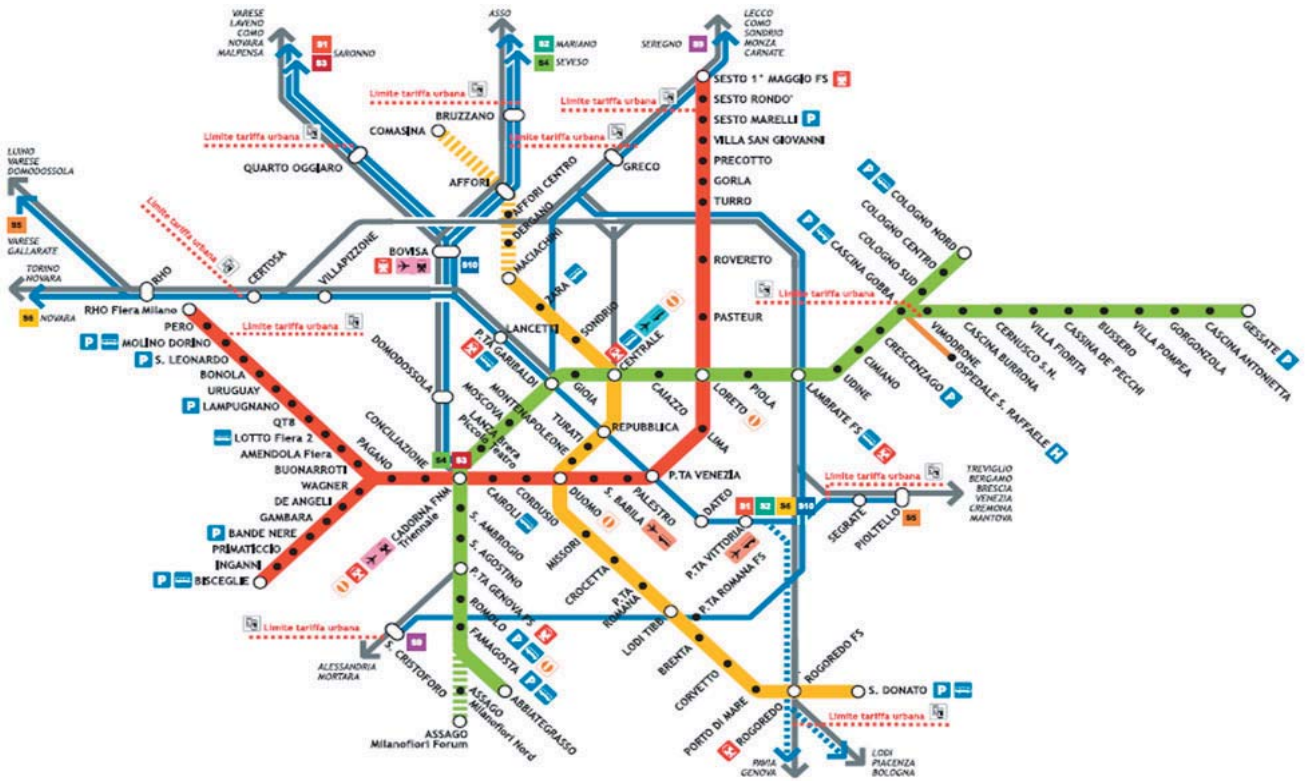 VARESE
LAVENO
COMO
NOVARA
MALPENSA
S1
S3
SARONNO
ASSO
S2
MARIANO
S4
SEVESO
SEREGNO
S9
LECCO
COMO
SONDRIO
MONZA
CARNATE
SESTO 1° MAGGIO FS
SESTO RONDO'
SESTO MARELLI P
VILLA SAN GIOVANNI
PRECOTTO
GORLA
TURRO
ROVERETO
PASTEUR
LORETO
LIMA
Limite tariffa urbana
Limite tariffa urbana
Limite tariffa urbana
Limite tariffa urbana
BRUZZANO
COMASINA
QUARTO OGGIARO
AFFORI
AFFORI CENTRO
DERGANO
MACIACHINI
ZARA
SONDRIO
CENTRALE
GRECO
BOVISA
S10
LUINO
VARESE
DOMODOSSOLA
S5
VARESE
GALLARATE
TORINO
NOVARA
S6 NOVARA
RHO
Limite tariffa urbana
CERTOSA
VILLAPIZZONE
LANCETTI
P.TA GARIBALDI
DOMODOSSOLA
RHO Fiera Milano
PERO
Limite tariffa urbana
P MOLINO DORINO
P S. LEONARDO
BONOLA
URUGUAY
P LAMPUGNANO
QT8
LOTTO Fiera 2
AMENDOLA Fiera
BUONARROTI
PAGANO
CONCILIAZIONE
WAGNER
DE ANGELI
GAMBARA
P BANDE NERE
PRIMATICCIO
INGANNI
P BISCEGLIE
S4
S3
CADORNA FNM
Triennale
CAIROLI
CORDUSIO
DUOMO
S. BABILA
PALESTRO
P.TA VENEZIA
MOSCOVA
LANZA Brera
Piccolo Teatro
MONTENAPOLEONE
TURATI
REPUBBLICA
GIOIA
CAIAZZO
PIOLA
LAMBRATE FS
UDINE
CIMIANO
CRESCENZAGO P
P CASCINA GOBBA
COLOGNO SUD
COLOGNO CENTRO
P COLOGNO NORD
Limite tariffa urbana
VIMODRONE
CASCINA BURRONA
CERNUSCO S.N.
VILLA FIORITA
CASSINA DE' PECCHI
BUSSERO
VILLA POMPEA
GORGONZOLA
CASCINA ANTONIETTA
GESSATE P
OSPEDALE S. RAFFAELE H
DATEO
S1
S2
S6
S10
P.TA VITTORIA
SEGRATE
PIOLTELLO
S5
Limite tariffa urbana
TREVIGLIO
BERGAMO
BRESCIA
VENEZIA
CREMONA
MANTOVA
S. AMBROGIO
S. AGOSTINO
P.TA GENOVA FS
ROMOLO
FAMAGOSTA
P
P
ABBIATEGRASSO
ASSAGO
Milanofiori Nord
ASSAGO
Milanofiori Forum
Limite tariffa urbana
S9
S. CRISTOFORO
ALESSANDRIA
MORTARA
MISSORI
CROCETTA
P.TA
ROMANA
LODI TIBB
P.TA ROMANA FS
BRENTA
CORVETTO
PORTO DI MARE
ROGOREDO FS
ROGOREDO
S. DONATO P
Limite tariffa urbana
PAVIA
GENOVA
LODI
PIACENZA
BOLOGNA